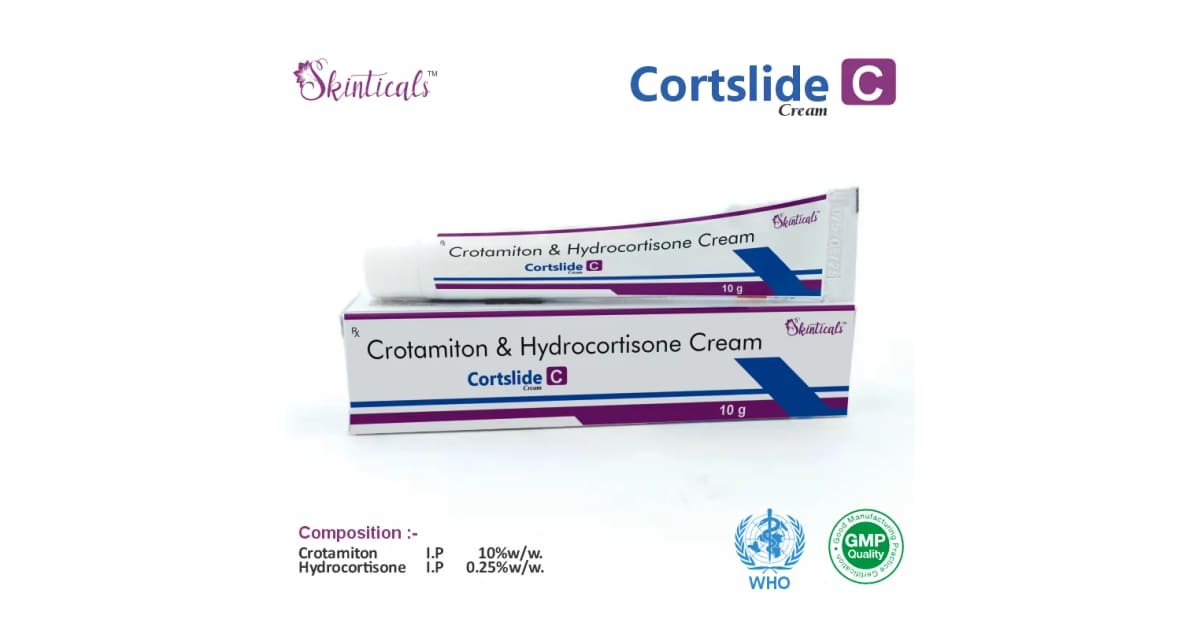 Skinticals™
Cortslide C
Cream
Skinticals
℞
Crotamiton & Hydrocortisone Cream
Cortslide C
Cream
10 g
Skinticals™
℞
Crotamiton & Hydrocortisone Cream
Cortslide C
Cream
10 g
Composition :-
Crotamiton I.P 10%w/w.
Hydrocortisone I.P 0.25%w/w.
WHO
Good Manufacturing Practice Certification
GMP
Quality